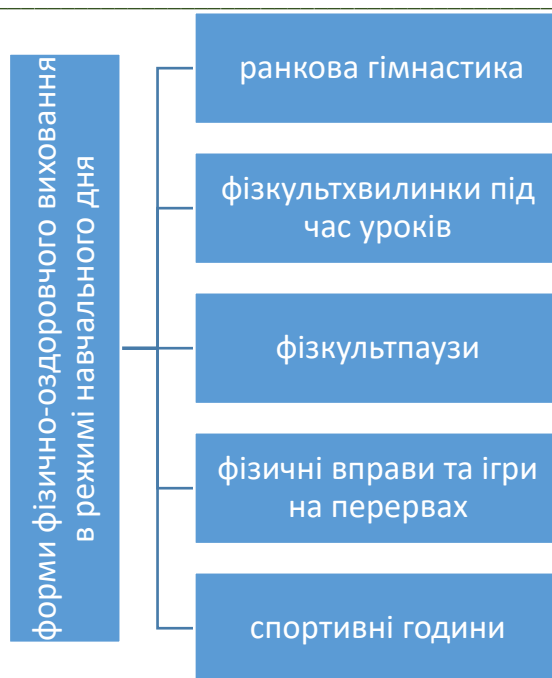 форми фізично-оздоровчого виховання
в режимі навчального дня
ранкова гімнастика
фізкультхвилинки під
час уроків
фізкультпаузи
фізичні вправи та ігри
на перервах
спортивні години